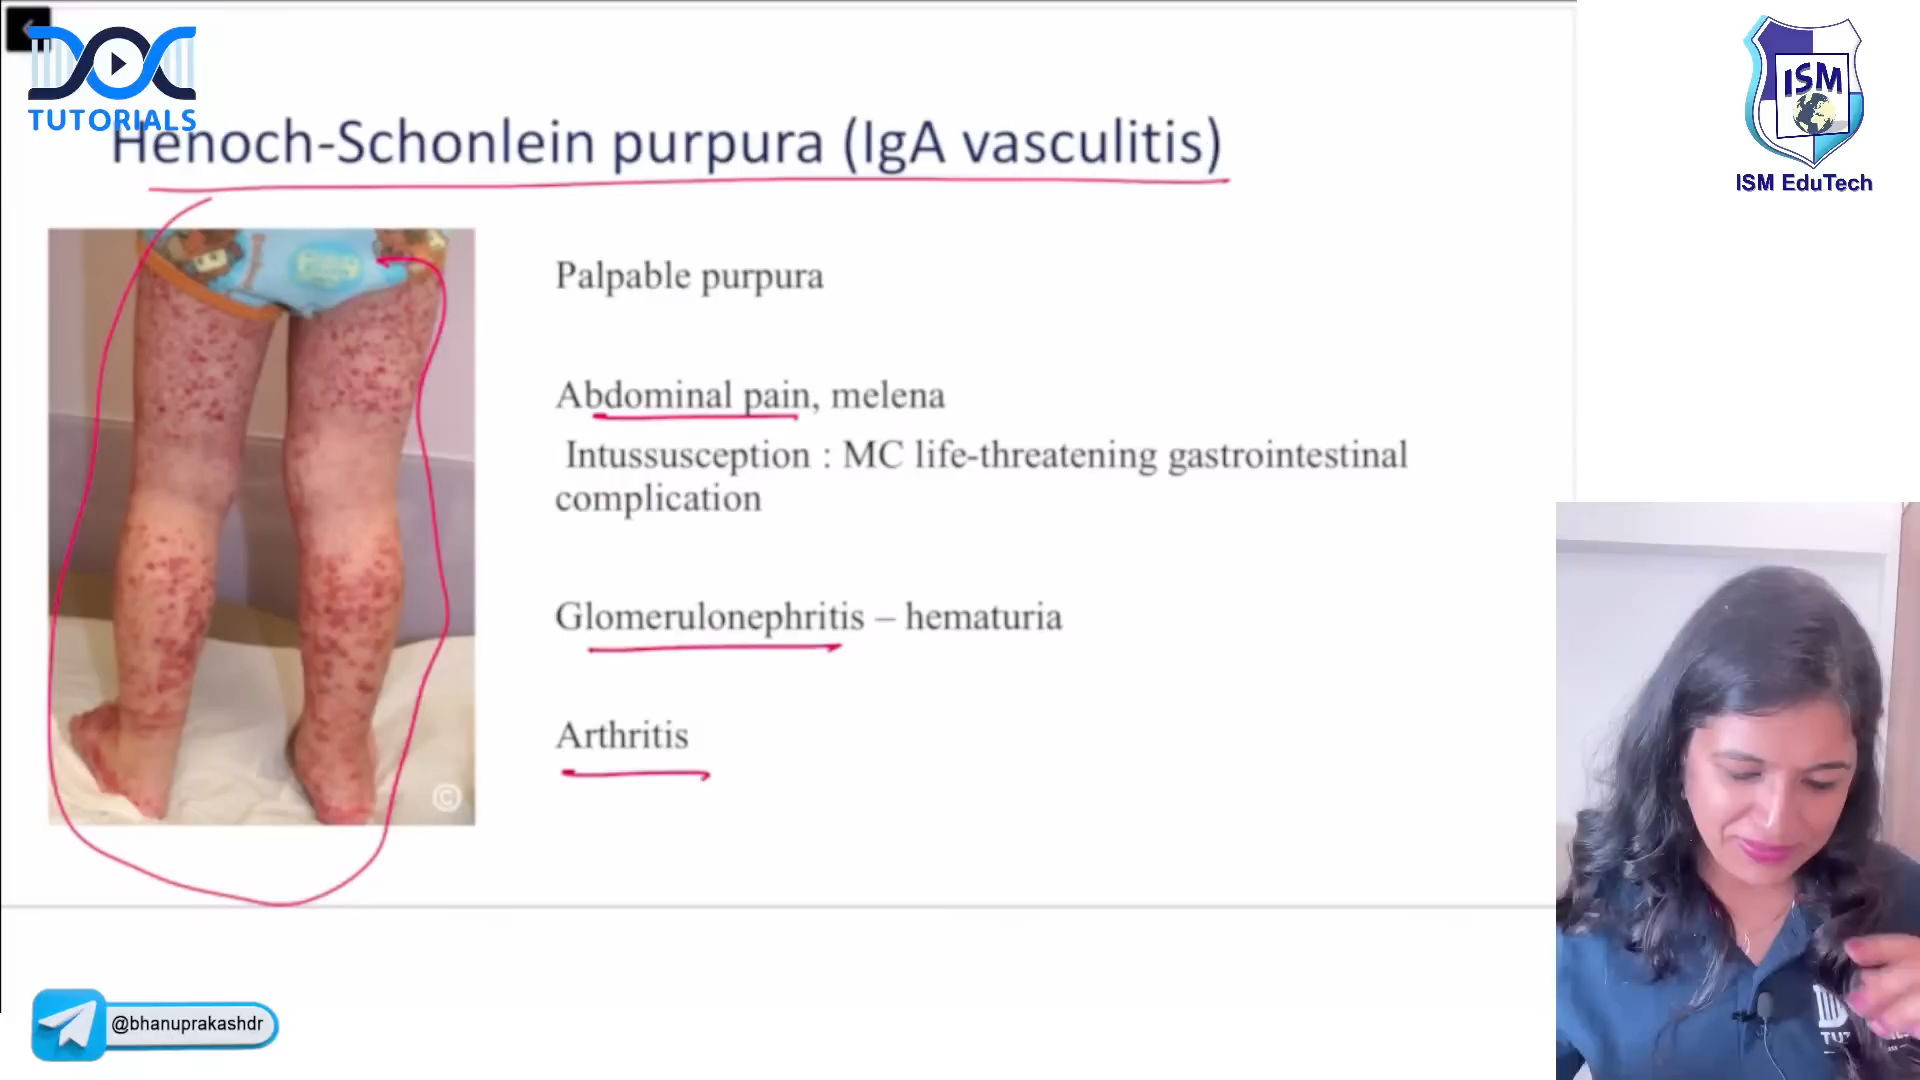 DOC
TUTORIALS
ISM
ISM EduTech
Henoch-Schonlein purpura (IgA vasculitis)
Palpable purpura
Abdominal pain, melena
Intussusception : MC life-threatening gastrointestinal
complication
Glomerulonephritis – hematuria
Arthritis
©
@bhanuprakashdr